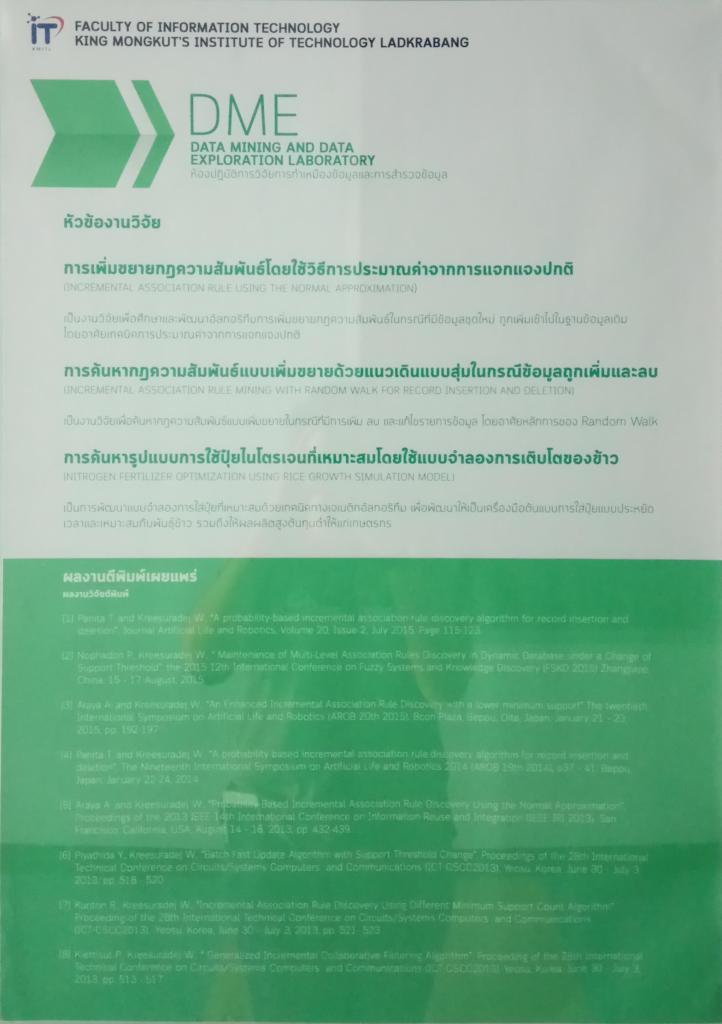 iT
KMITL
FACULTY OF INFORMATION TECHNOLOGY
KING MONGKUT'S INSTITUTE OF TECHNOLOGY LADKRABANG
DME
DATA MINING AND DATA
EXPLORATION LABORATORY
ห้องปฏิบัติการวิจัยการทำเหมืองข้อมูลและการสำรวจข้อมูล
หัวข้องานวิจัย
การเพิ่มขยายกฎความสัมพันธ์โดยใช้วิธีการประมาณค่าจากการแจกแจงปกติ
(INCREMENTAL ASSOCIATION RULE USING THE NORMAL APPROXIMATION)
เป็นงานวิจัยเพื่อศึกษาและพัฒนาอัลกอริทึมการเพิ่มขยายกฎความสัมพันธ์ในกรณีที่มีข้อมูลชุดใหม่ ถูกเพิ่มเข้าไปในฐานข้อมูลเดิม
โดยอาศัยเทคนิคการประมาณค่าจากการแจกแจงปกติ
การค้นหากฎความสัมพันธ์แบบเพิ่มขยายด้วยแนวเดินแบบสุ่มในกรณีข้อมูลถูกเพิ่มและลบ
(INCREMENTAL ASSOCIATION RULE MINING WITH RANDOM WALK FOR RECORD INSERTION AND DELETION)
เป็นงานวิจัยเพื่อค้นหากฎความสัมพันธ์แบบเพิ่มขยายในกรณีที่มีการเพิ่ม ลบ และแก้ไขรายการข้อมูล โดยอาศัยหลักการของ Random Walk
การค้นหารูปแบบการใช้ปุ๋ยไนโตรเจนที่เหมาะสมโดยใช้แบบจำลองการเติบโตของข้าว
(NITROGEN FERTILIZER OPTIMIZATION USING RICE GROWTH SIMULATION MODEL)
เป็นการพัฒนาแบบจำลองการใส่ปุ๋ยที่เหมาะสมด้วยเทคนิคทางเจเนติกอัลกอริทึม เพื่อพัฒนาให้เป็นเครื่องมือต้นแบบการใส่ปุ๋ยแบบประหยัด
เวลาและเหมาะสมกับพันธุ์ข้าว รวมถึงให้ผลผลิตสูงต้นทุนต่ำให้แก่เกษตรกร
ผลงานตีพิมพ์เผยแพร่
ผลงานวิจัยตีพิมพ์
[1] Panita T. and Kreesuradej W. "A probability-based incremental association rule discovery algorithm for record insertion and
deletion". Journal Artificial Life and Robotics, Volume 20, Issue 2, July 2015, Page 115-123.
[2] Nophadon P., Kreesuradej W., " Maintenance of Multi-Level Association Rules Discovery in Dynamic Database under a Change of
Support Threshold", the 2015 12th International Conference on Fuzzy Systems and Knowledge Discovery (FSKD 2015) Zhangjiajie,
China, 15 - 17 August, 2015
[3] Araya A. and Kreesuradej W. "An Enhanced Incremental Association Rule Discovery with a lower minimum support" The twentieth
International Symposium on Artificial Life and Robotics (AROB 20th 2015), Bcon Plaza, Beppu, Oita, Japan, January 21 - 23,
2015, pp. 192-197
[4] Panita T. and Kreesuradej W. "A probability-based incremental association rule discovery algorithm for record insertion and
deletion", The Nineteenth International Symposium on Artificial Life and Robotics 2014 (AROB 19th 2014), 37 - 41, Beppu,
Japan January 22-24, 2014
[5] Araya A. and Kreesuradej W. "Probability Based Incremental Association Rule Discovery Using the Normal Approximation",
Proceedings of the 2013 IEEE 14th International Conference on Information Reuse and Integration (IEEE IRI 2013), San
Francisco, California, USA, August 14 - 16, 2013, pp. 432-439.
[6] Piyathida Y., Kreesuradej W., "Batch Fast Update Algorithm with Support Threshold Change", Proceedings of the 28th International
Technical Conference on Circuits/Systems Computers and Communications (ICT-CSCC2013), Yeosu, Korea, June 30 - July 3,
2013, pp. 518 - 520
[7] R., Kreesuradej W., "Incremental Association Rule Discovery Using Different Minimum Support Count Algorithm"
Proceeding of the 28th International Technical Conference on Circuits/Systems Computers and Communications
(ICT-CSCC2013), Yeosu, Korea, June 30 - July 3, 2013, pp. 521- 523
[8] Kiettisut P., Kreesuradej W., " Generalized Incremental Collaborative Filtering Algorithm", Proceeding of the 28th International
Technical Conference on Circuits/Systems Computers and Communications (ICT-CSCC2013), Yeosu, Korea, June 30 - July 3,
2013, pp. 513 - 517